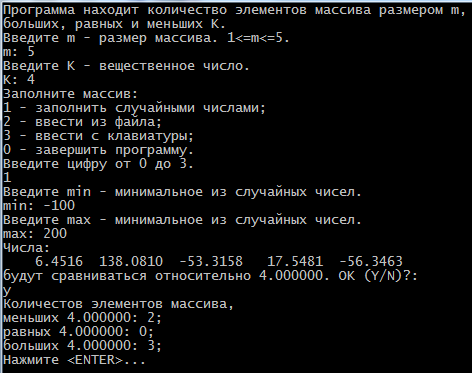 Программа находит количество элементов массива размером m,
больших, равных и меньших K.
Введите m - размер массива. 1<=m<=5.
m: 5
Введите K - вещественное число.
K: 4
Заполните массив:
1 - заполнить случайными числами;
2 - ввести из файла;
3 - ввести с клавиатуры;
0 - завершить программу.
Введите цифру от 0 до 3.
1
Введите min - минимальное из случайных чисел.
min: -100
Введите max - минимальное из случайных чисел.
max: 200
Числа:
6.4516 138.0810 -53.3158 17.5481 -56.3463
будут сравниваться относительно 4.000000. OK (Y/N)?:
y
Количестов элементов массива,
меньших 4.000000: 2;
равных 4.000000: 0;
больших 4.000000: 3;
Нажмите <ENTER>...